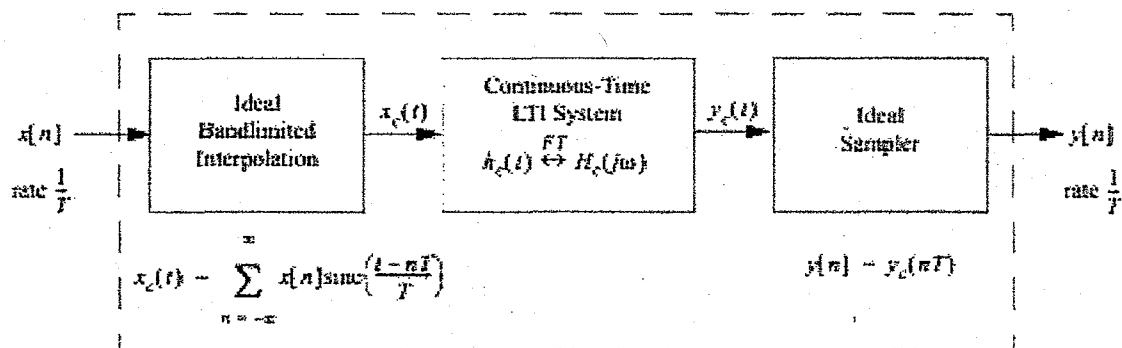 Ideal
Bandlimited
Interpolation
Continuous-Time
LTI System
h_c(t) FT ↔ H_c(jω)
Ideal
Sampler
x[n]
rate 1/T
x_c(t)
y_c(t)
y[n]
rate 1/T
x_c(t) = ∑_{n = -∞}^{∞} x[n]sinc((t - nT)/T)
y[n] = y_c(nT)